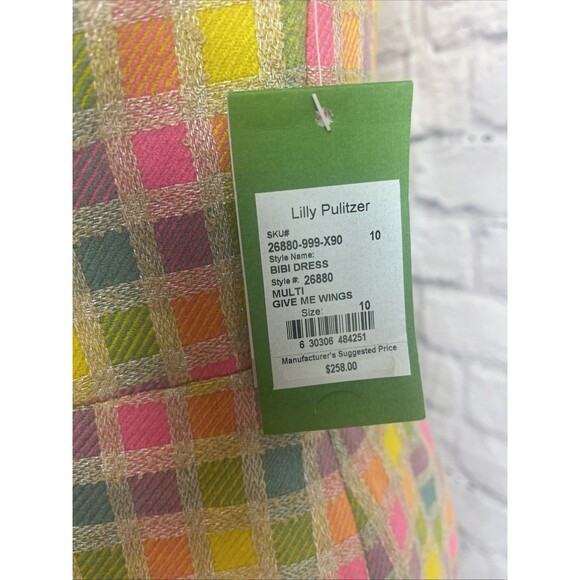 Lilly Pulitzer
SKU#
26880-999-X90 10
Style Name:
BIBI DRESS
Style #: 26880
MULTI
GIVE ME WINGS
Size: 10
6 30306 484251
Manufacturer's Suggested Price
$258.00